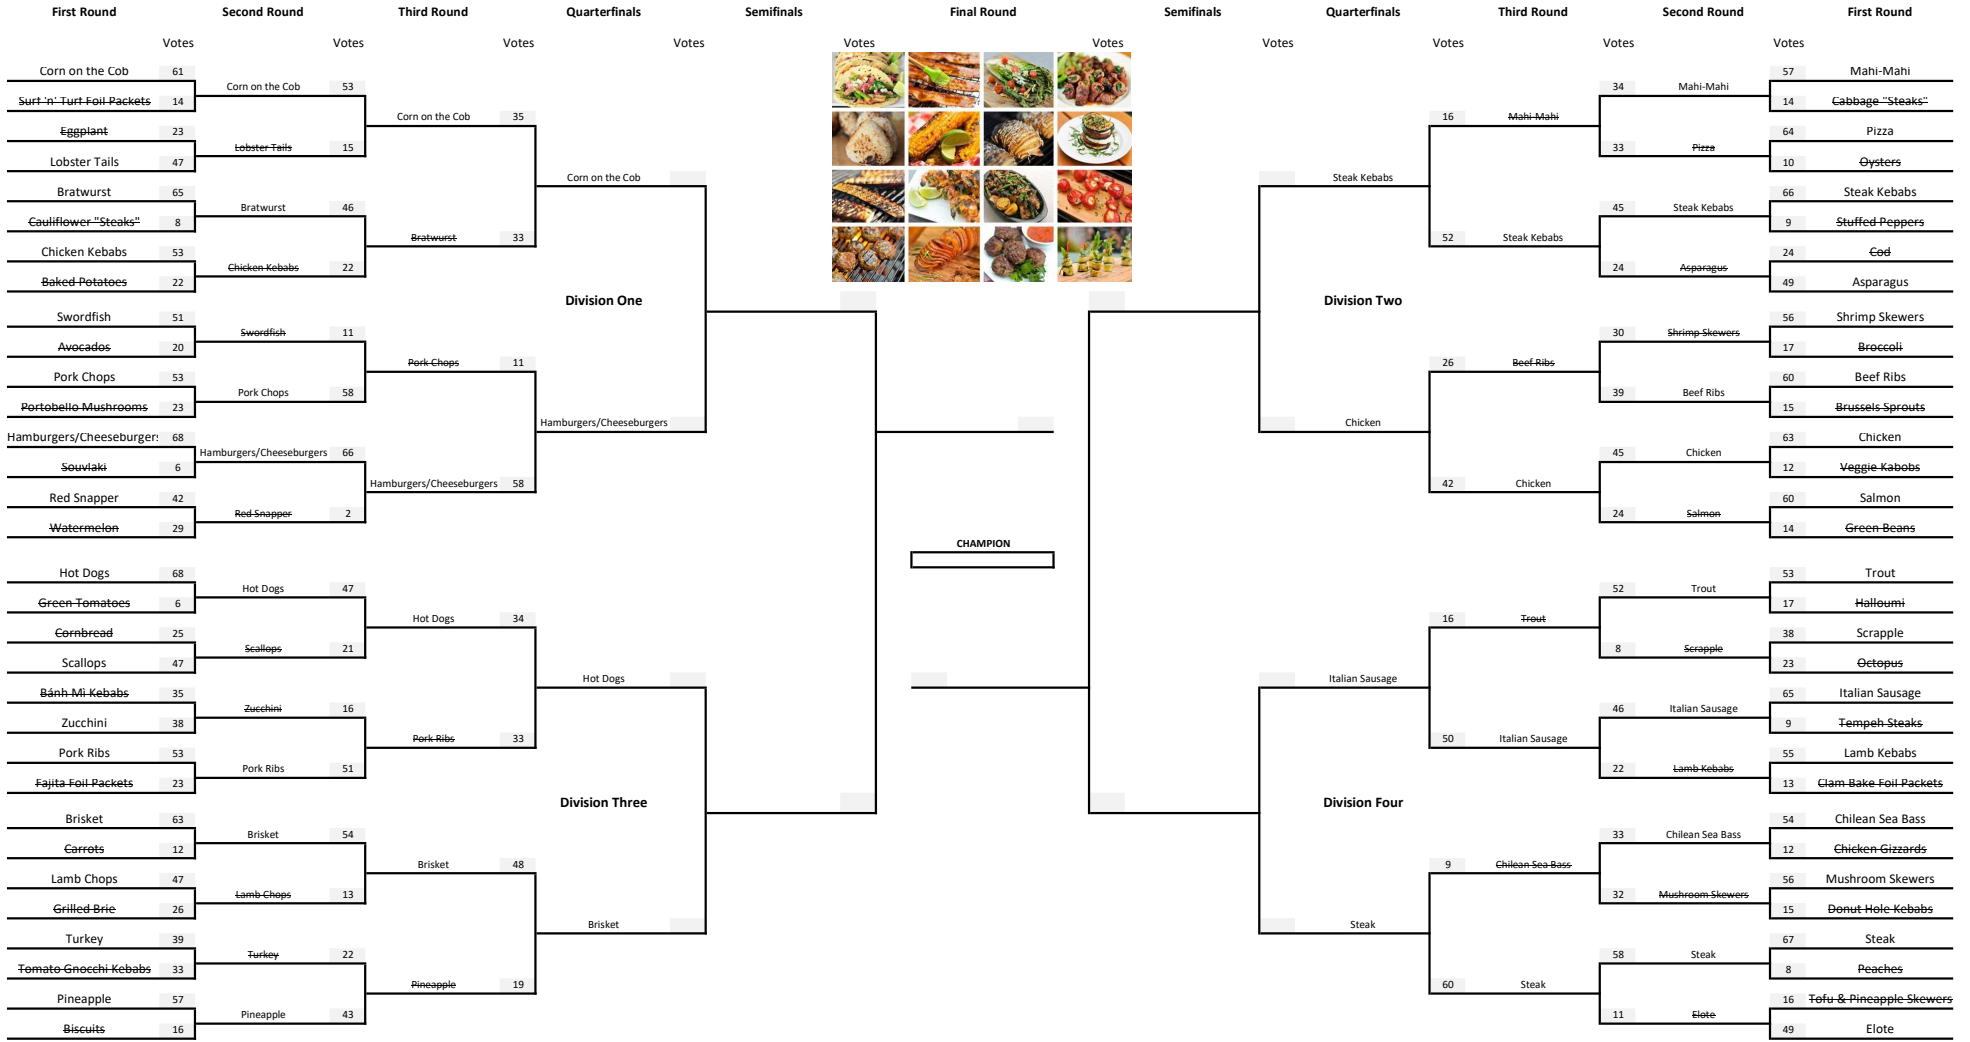 First Round Second Round Third Round Quarterfinals Semifinals Final Round Semifinals Quarterfinals Third Round Second Round First Round
Votes Votes Votes Votes Votes Votes Votes Votes Votes Votes
Corn on the Cob 61 57 Mahi-Mahi
Corn on the Cob 53 34 Mahi-Mahi
Surf 'n' Turf Foil Packets 14 14 Cabbage "Steaks"
Corn on the Cob 35 16 Mahi-Mahi
Eggplant 23 64 Pizza
Lobster Tails 15 33 Pizza
Lobster Tails 47 10 Oysters
Corn on the Cob Steak Kebabs
Bratwurst 65 66 Steak Kebabs
Bratwurst 46 45 Steak Kebabs
Cauliflower "Steaks" 8 9 Stuffed Peppers
Bratwurst 33 52 Steak Kebabs
Chicken Kebabs 53 24 Cod
Chicken Kebabs 22 24 Asparagus
Baked Potatoes 22 49 Asparagus
Division One Division Two
Swordfish 51 56 Shrimp Skewers
Swordfish 11 30 Shrimp Skewers
Avocados 20 17 Broccoli
Pork Chops 11 26 Beef Ribs
Pork Chops 53 60 Beef Ribs
Pork Chops 58 39 Beef Ribs
Portobello Mushrooms 23 15 Brussels Sprouts
Hamburgers/Cheeseburgers Chicken
Hamburgers/Cheeseburgers 68 63 Chicken
Hamburgers/Cheeseburgers 66 45 Chicken
Souvlaki 6 12 Veggie Kabobs
Hamburgers/Cheeseburgers 58 42 Chicken
Red Snapper 42 60 Salmon
Red Snapper 2 24 Salmon
Watermelon 29 14 Green Beans
CHAMPION
Hot Dogs 68 53 Trout
Hot Dogs 47 52 Trout
Green Tomatoes 6 17 Halloumi
Hot Dogs 34 16 Trout
Cornbread 25 38 Scrapple
Scallops 21 8 Scrapple
Scallops 47 23 Octopus
Hot Dogs Italian Sausage
Bánh Mì Kebabs 35 65 Italian Sausage
Zucchini 16 46 Italian Sausage
Zucchini 38 9 Tempeh Steaks
Pork Ribs 33 50 Italian Sausage
Pork Ribs 53 55 Lamb Kebabs
Pork Ribs 51 22 Lamb Kebabs
Fajita Foil Packets 23 13 Clam Bake Foil Packets
Division Three Division Four
Brisket 63 54 Chilean Sea Bass
Brisket 54 33 Chilean Sea Bass
Carrots 12 12 Chicken Gizzards
Brisket 48 9 Chilean Sea Bass
Lamb Chops 47 56 Mushroom Skewers
Lamb Chops 13 32 Mushroom Skewers
Grilled Brie 26 15 Donut Hole Kebabs
Brisket Steak
Turkey 39 67 Steak
Turkey 22 58 Steak
Tomato Gnocchi Kebabs 33 8 Peaches
Pineapple 19 60 Steak
Pineapple 57 16 Tofu & Pineapple Skewers
Pineapple 43 11 Elote
Biscuits 16 49 Elote